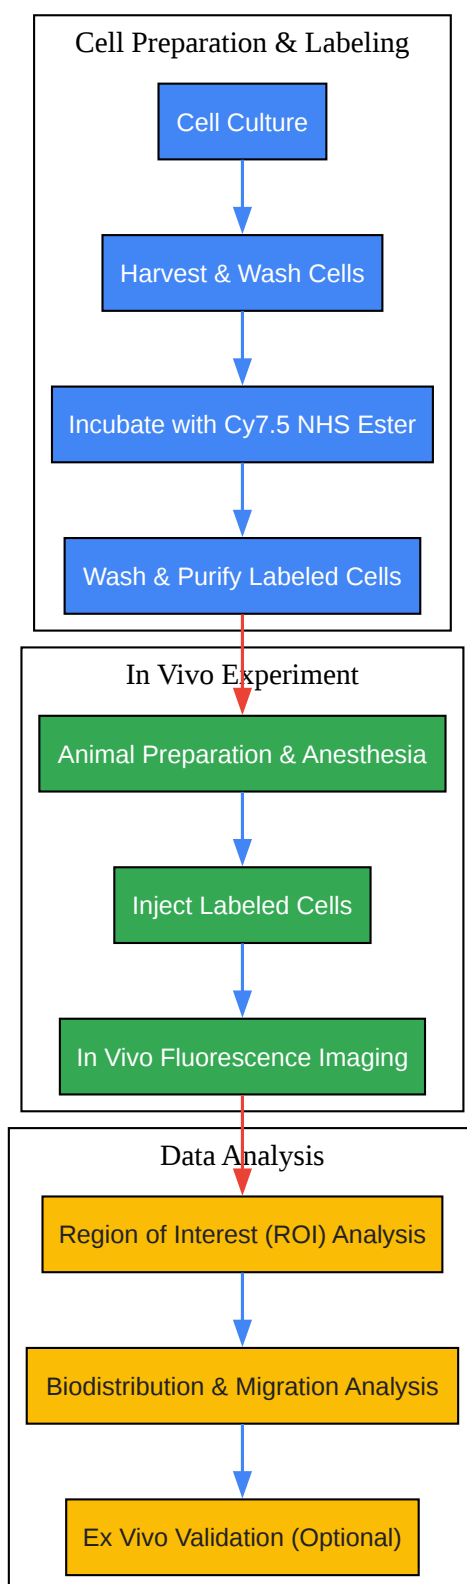 Cell Preparation & Labeling
Cell Culture
Harvest & Wash Cells
Incubate with Cy7.5 NHS Ester
Wash & Purify Labeled Cells
In Vivo Experiment
Animal Preparation & Anesthesia
Inject Labeled Cells
In Vivo Fluorescence Imaging
Data Analysis
Region of Interest (ROI) Analysis
Biodistribution & Migration Analysis
Ex Vivo Validation (Optional)